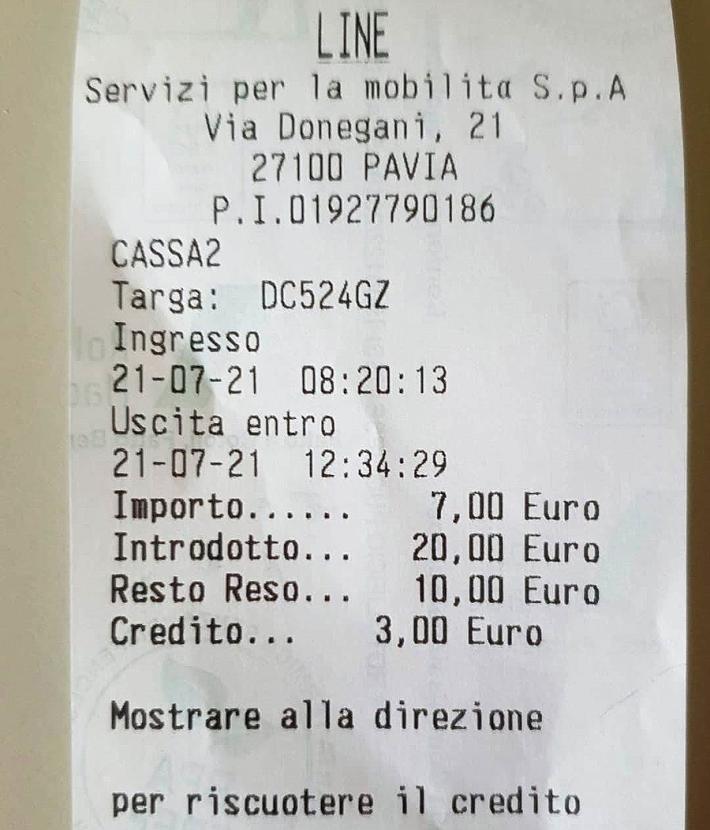 LINE
Servizi per la mobilita S.p.A
Via Donegani, 21
27100 PAVIA
P.I.01927790186
CASSA2
Targa: DC524GZ
Ingresso
21-07-21 08:20:13
Uscita entro
21-07-21 12:34:29
Importo...... 7,00 Euro
Introdotto... 20,00 Euro
Resto Reso... 10,00 Euro
Credito... 3,00 Euro
Mostrare alla direzione
per riscuotere il credito